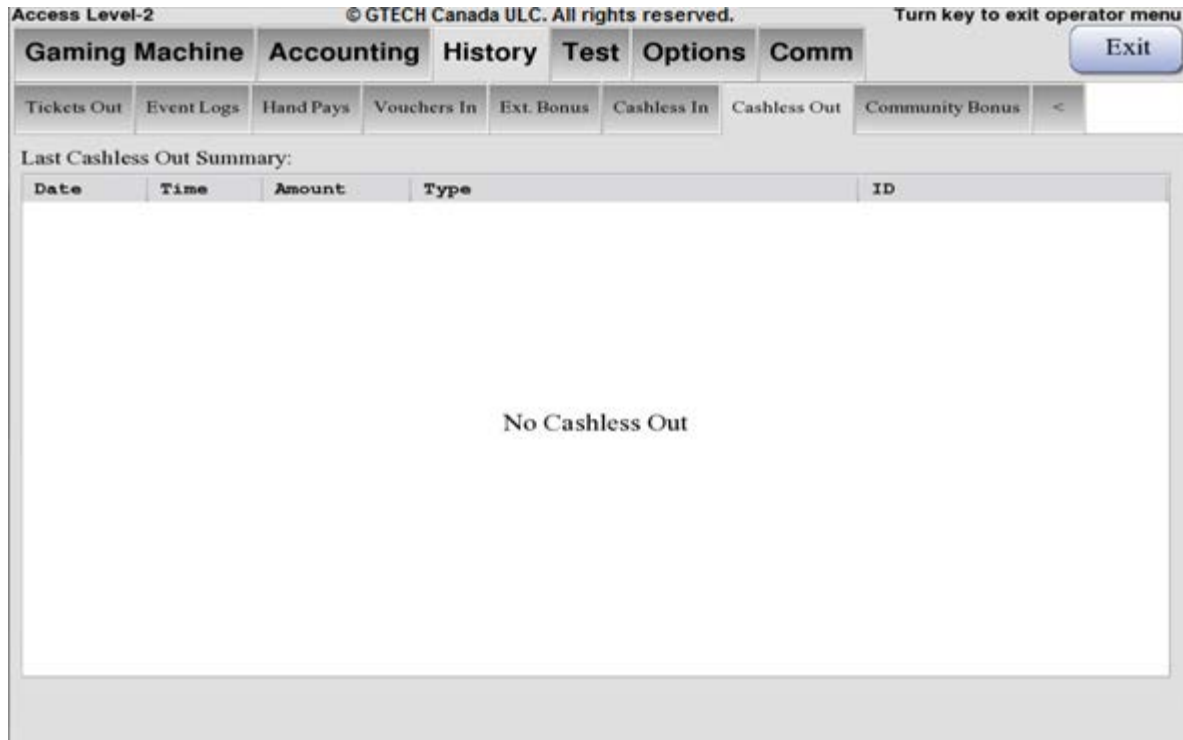 Access Level-2 © GTECH Canada ULC. All rights reserved. Turn key to exit operator menu
Gaming Machine Accounting History Test Options Comm Exit
Tickets Out Event Logs Hand Pays Vouchers In Ext. Bonus Cashless In Cashless Out Community Bonus <
Last Cashless Out Summary:
Date Time Amount Type ID
No Cashless Out